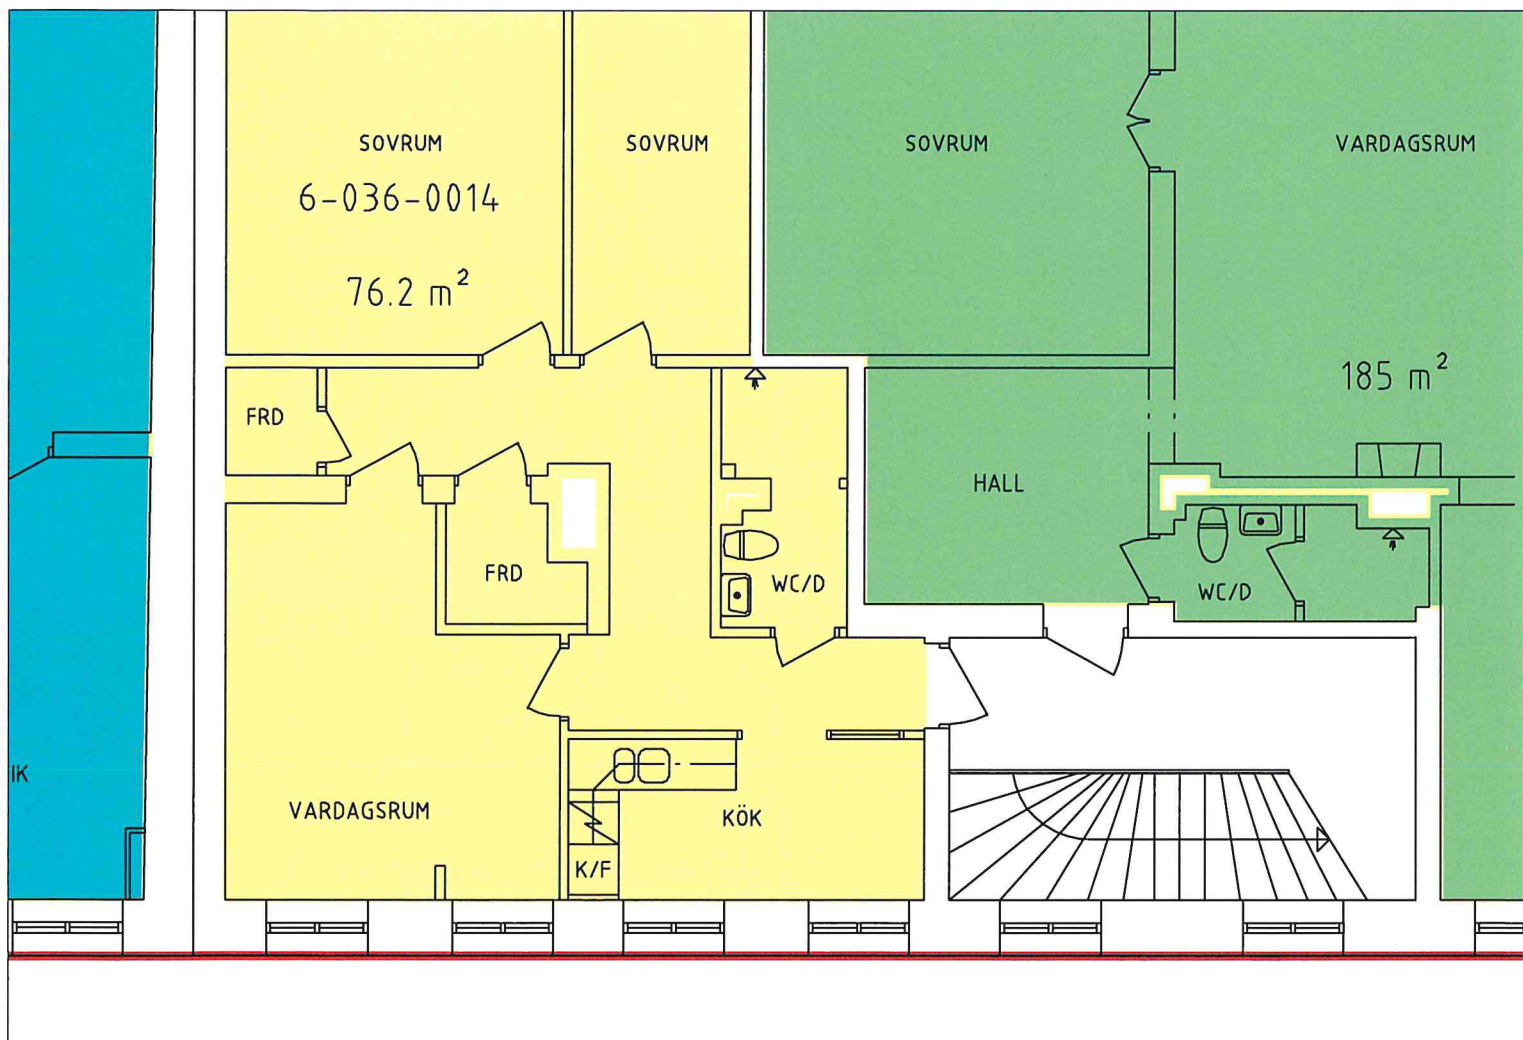 SOVRUM
SOVRUM
SOVRUM
VARDAGSRUM
6-036-0014
76.2 m²
185 m²
FRD
HALL
FRD
WC/D
WC/D
IK
VARDAGSRUM
KÖK
K/F